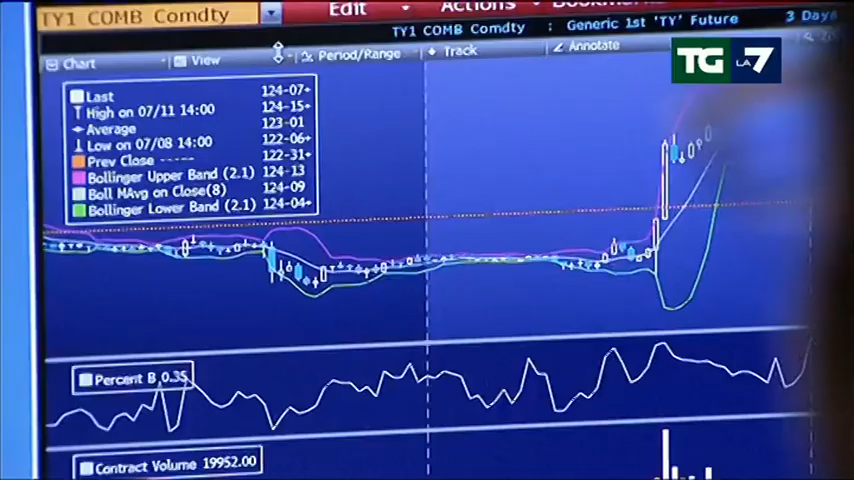 TY1 COMB Comdty
Edit
Actions
TY1 COMB Comdty : Generic 1st 'TY' Future
3 Days
Chart
View
Period/Range
Track
Annotate
TG LA 7
Last 124-07+
High on 07/11 14:00 124-15+
Average 123-01
Low on 07/08 14:00 122-06+
Prev Close ----- 122-31+
Bollinger Upper Band (2.1) 124-13
Boll MAvg on Close(8) 124-09
Bollinger Lower Band (2.1) 124-04+
Percent B 0.35
Contract Volume 19952.00